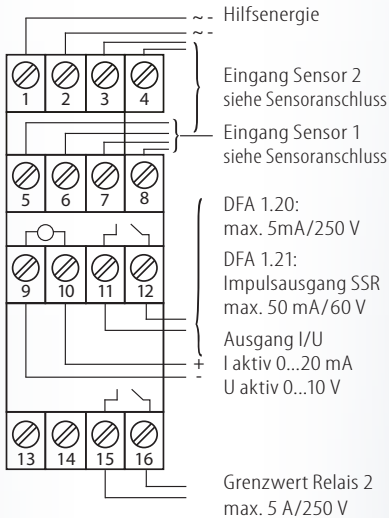 ~ - Hilfsenergie
~ -
1 2 3 4
Eingang Sensor 2
siehe Sensoranschluss
Eingang Sensor 1
siehe Sensoranschluss
5 6 7 8
DFA 1.20:
max. 5mA/250 V
DFA 1.21:
Impulsausgang SSR
max. 50 mA/60 V
9 10 11 12
Ausgang I/U
+ I aktiv 0...20 mA
- U aktiv 0...10 V
13 14 15 16
Grenzwert Relais 2
max. 5 A/250 V